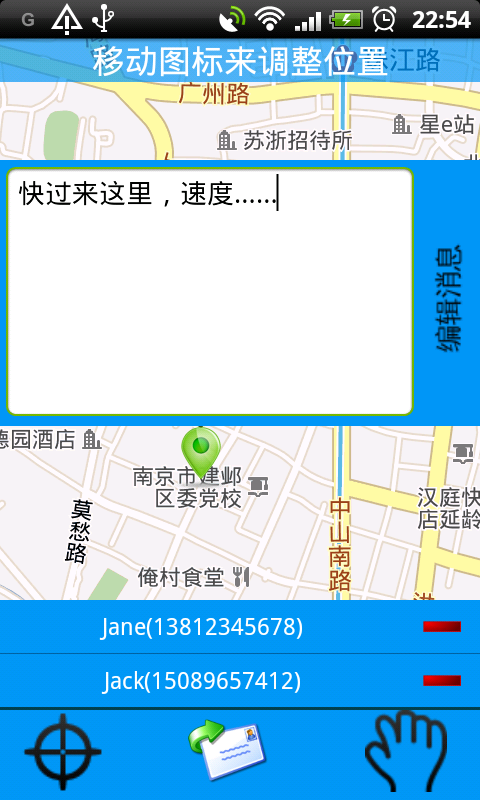 G
22:54
移动图标来调整位置
珠江路
广州路
星e站
苏浙招待所
快过来这里，速度......
编辑消息
德园酒店
南京市建邺
区委党校
汉庭快
店延龄
莫愁路
中山南路
俺村食堂
洪
Jane(13812345678)
Jack(15089657412)